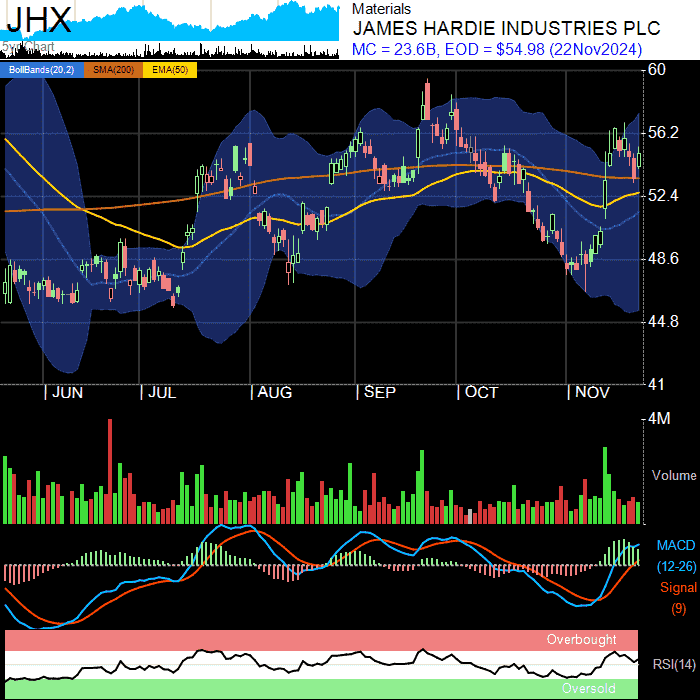 JHX
Materials
JAMES HARDIE INDUSTRIES PLC
MC = 23.6B, EOD = $54.98 (22Nov2024)
BollBands(20,2) SMA(200) EMA(50)
60
56.2
52.4
48.6
44.8
41
| JUN | JUL | AUG | SEP | OCT | NOV
4M
Volume
MACD
(12-26)
Signal
(9)
Overbought
RSI(14)
Oversold